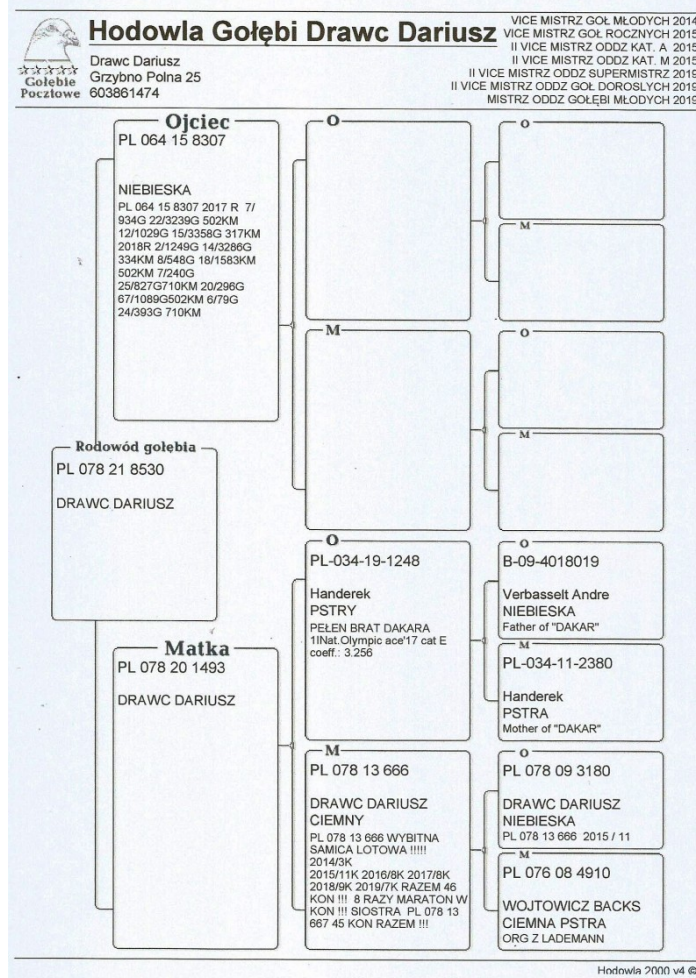 Hodowla Gołębi Drawc Dariusz
Drawc Dariusz
Grzybno Polna 25
603861474
Gołębie
Pocztowe
VICE MISTRZ GOŁ MŁODYCH 2014
VICE MISTRZ GOŁ ROCZNYCH 2015
II VICE MISTRZ ODDZ KAT. A 2015
II VICE MISTRZ ODDZ KAT. M 2015
II VICE MISTRZ ODDZ SUPERMISTRZ 2019
II VICE MISTRZ ODDZ GOŁ DOROSLYCH 2019
MISTRZ ODDZ GOŁĘBI MŁODYCH 2019
Ojciec
PL 064 15 8307
NIEBIESKA
PL 064 15 8307 2017 R 7/
934G 22/3239G 502KM
12/1029G 15/3358G 317KM
2018R 2/1249G 14/3286G
334KM 8/548G 18/1583KM
502KM 7/240G
25/827G710KM 20/296G
67/1089G502KM 6/79G
24/393G 710KM
Rodowód gołębia
PL 078 21 8530
DRAWC DARIUSZ
Matka
PL 078 20 1493
DRAWC DARIUSZ
O
M
O
PL-034-19-1248
Handerek
PSTRY
PEŁEN BRAT DAKARA
1INat.Olympic ace'17 cat E
coeff.: 3.256
M
PL 078 13 666
DRAWC DARIUSZ
CIEMNY
PL 078 13 666 WYBITNA
SAMICA LOTOWA !!!!!
2014/3K
2015/11K 2016/8K 2017/8K
2018/9K 2019/7K RAZEM 46
KON !!! 8 RAZY MARATON W
KON !!! SIOSTRA PL 078 13
667 45 KON RAZEM !!!
O
M
O
M
O
B-09-4018019
Verbasselt Andre
NIEBIESKA
Father of "DAKAR"
M
PL-034-11-2380
Handerek
PSTRA
Mother of "DAKAR"
O
PL 078 09 3180
DRAWC DARIUSZ
NIEBIESKA
PL 078 13 666 2015 / 11
M
PL 076 08 4910
WOJTOWICZ BACKS
CIEMNA PSTRA
ORG Z LADEMANN
Hodowla 2000 v4 ©